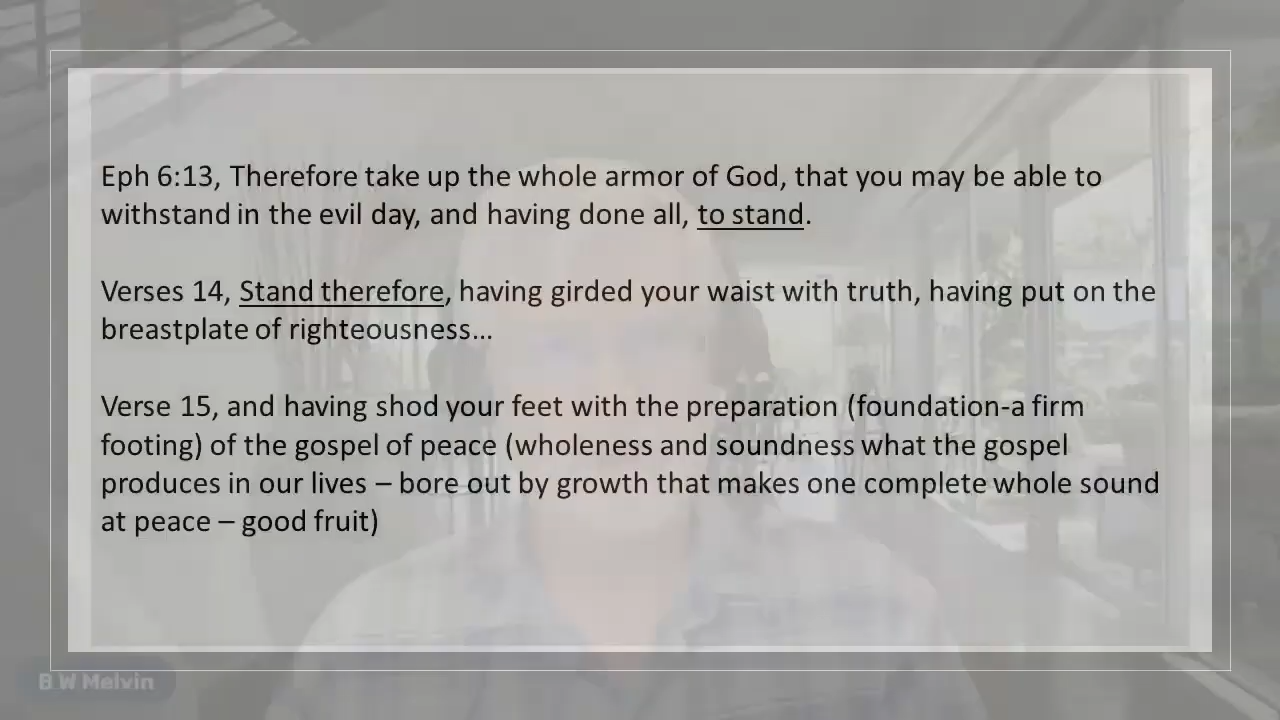 Eph 6:13, Therefore take up the whole armor of God, that you may be able to
withstand in the evil day, and having done all, to stand.
Verses 14, Stand therefore, having girded your waist with truth, having put on the
breastplate of righteousness…
Verse 15, and having shod your feet with the preparation (foundation-a firm
footing) of the gospel of peace (wholeness and soundness what the gospel
produces in our lives – bore out by growth that makes one complete whole sound
at peace – good fruit)
B W Melvin